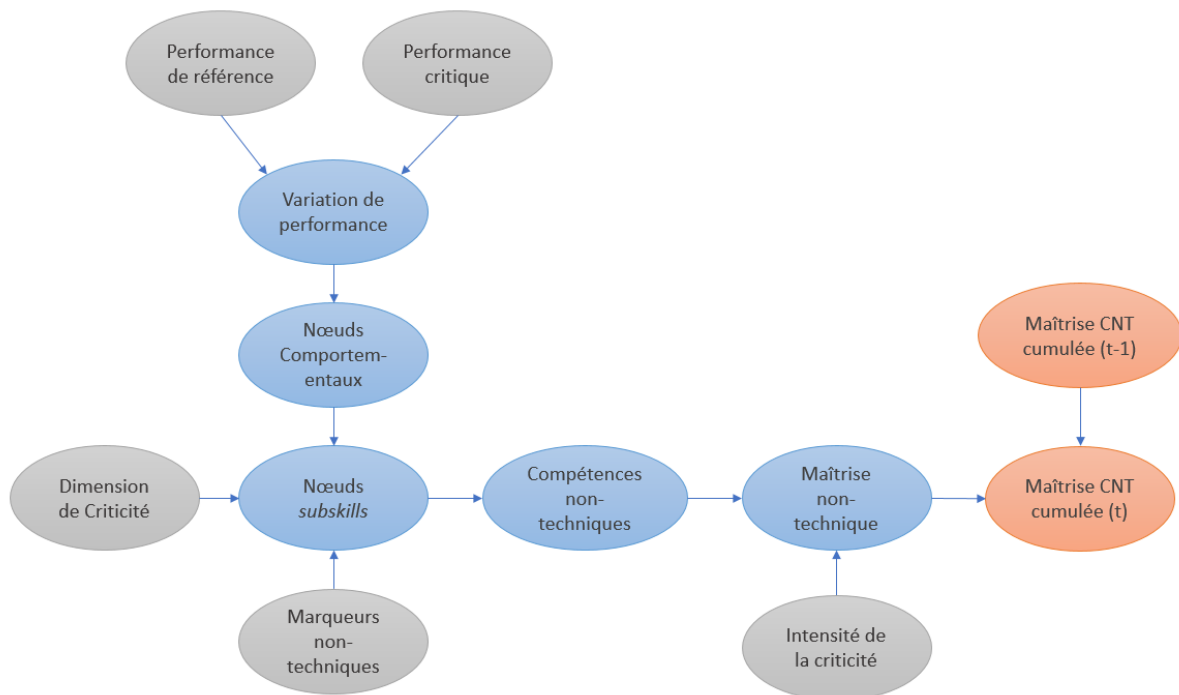 Performance
de référence
Performance
critique
Variation de
performance
Nœuds
Comportem-
entaux
Maîtrise CNT
cumulée (t-1)
Dimension
de Criticité
Nœuds
subskills
Compétences
non-
techniques
Maîtrise
non-
technique
Maîtrise CNT
cumulée (t)
Marqueurs
non-
techniques
Intensité de
la criticité